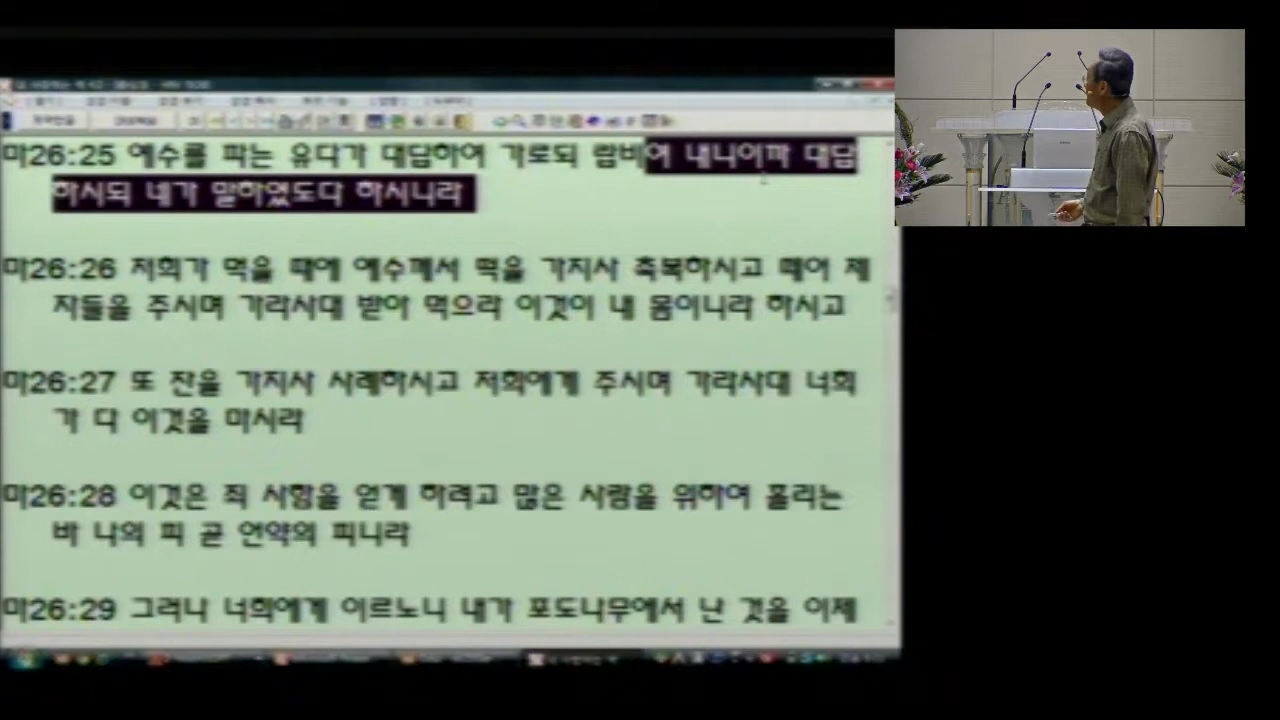 마26:25 예수를 파는 유다가 대답하여 가로되 랍비여 내니이까 대답
하시되 네가 말하였도다 하시니라
마26:26 저희가 먹을 때에 예수께서 떡을 가지사 축복하시고 떼어 제
자들을 주시며 가라사대 받아 먹으라 이것이 내 몸이니라 하시고
마26:27 또 잔을 가지사 사례하시고 저희에게 주시며 가라사대 너희
가 다 이것을 마시라
마26:28 이것은 죄 사함을 얻게 하려고 많은 사람을 위하여 흘리는
바 나의 피 곧 언약의 피니라
마26:29 그러나 너희에게 이르노니 내가 포도나무에서 난 것을 이제